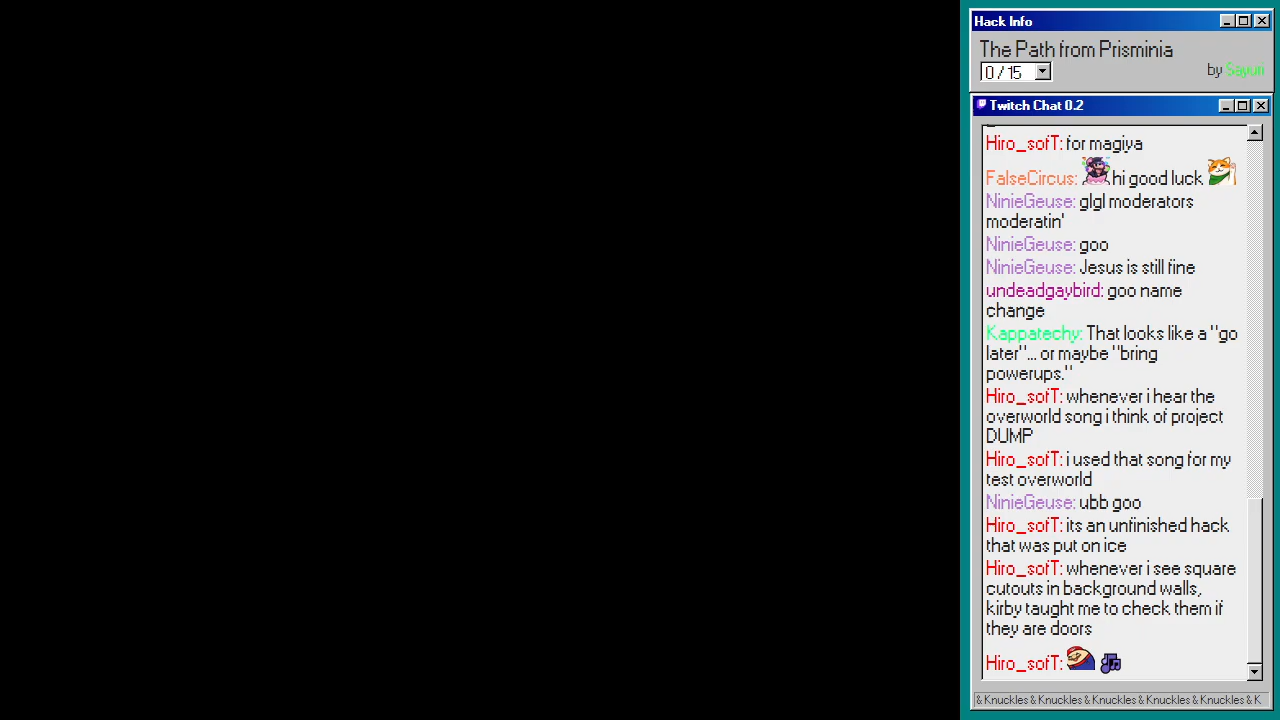 Hack Info
The Path from Prisminia
0 / 15
by Sayuri
Twitch Chat 0.2
Hiro_sofT: for magiya
FalseCircus: hi good luck
NinieGeuse: glgl moderators
moderatin'
NinieGeuse: goo
NinieGeuse: Jesus is still fine
undeadgaybird: goo name
change
Kappatechy: That looks like a "go
later"... or maybe "bring
powerups."
Hiro_sofT: whenever i hear the
overworld song i think of project
DUMP
Hiro_sofT: i used that song for my
test overworld
NinieGeuse: ubb goo
Hiro_sofT: its an unfinished hack
that was put on ice
Hiro_sofT: whenever i see square
cutouts in background walls,
kirby taught me to check them if
they are doors
Hiro_sofT:
& Knuckles & Knuckles & Knuckles & Knuckles & Knuckles & K